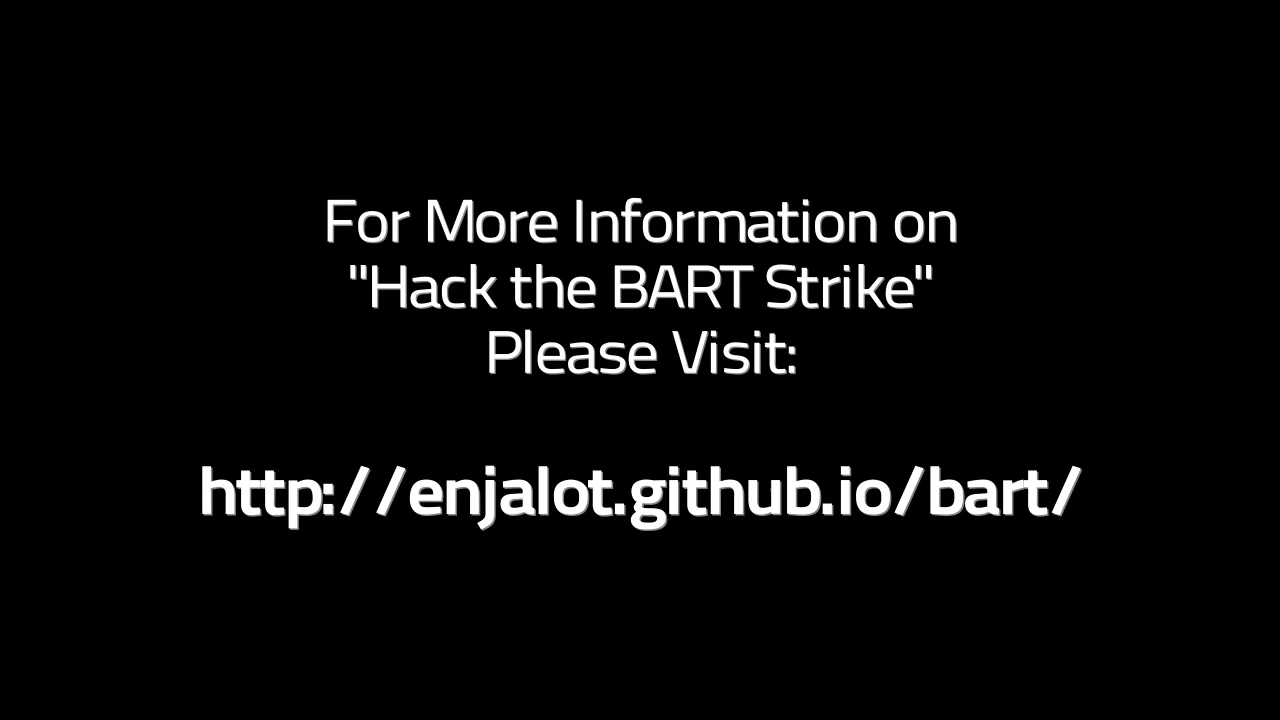 For More Information on
"Hack the BART Strike"
Please Visit:
http://enjalot.github.io/bart/